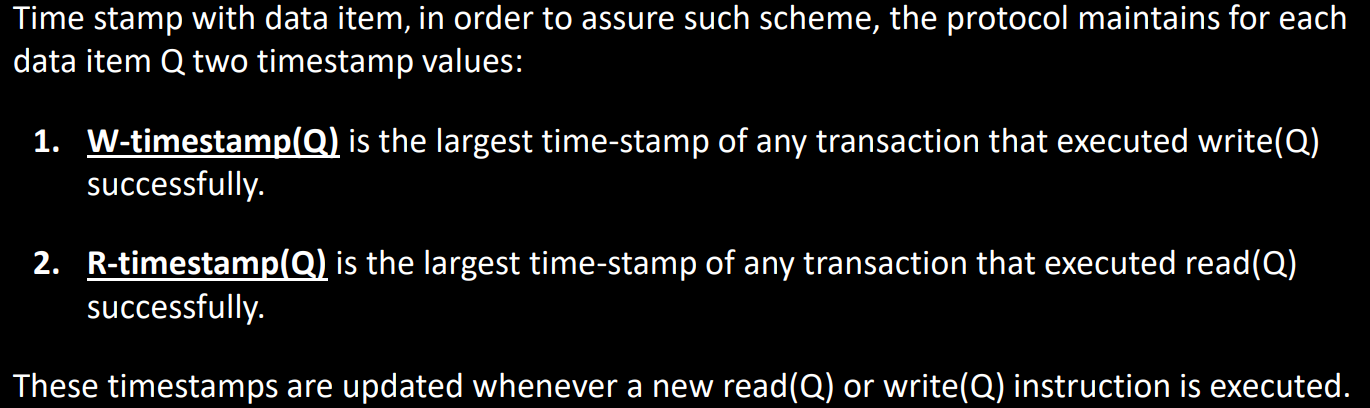 Time stamp with data item, in order to assure such scheme, the protocol maintains for each
data item Q two timestamp values:
1. W-timestamp(Q) is the largest time-stamp of any transaction that executed write(Q)
successfully.
2. R-timestamp(Q) is the largest time-stamp of any transaction that executed read(Q)
successfully.
These timestamps are updated whenever a new read(Q) or write(Q) instruction is executed.